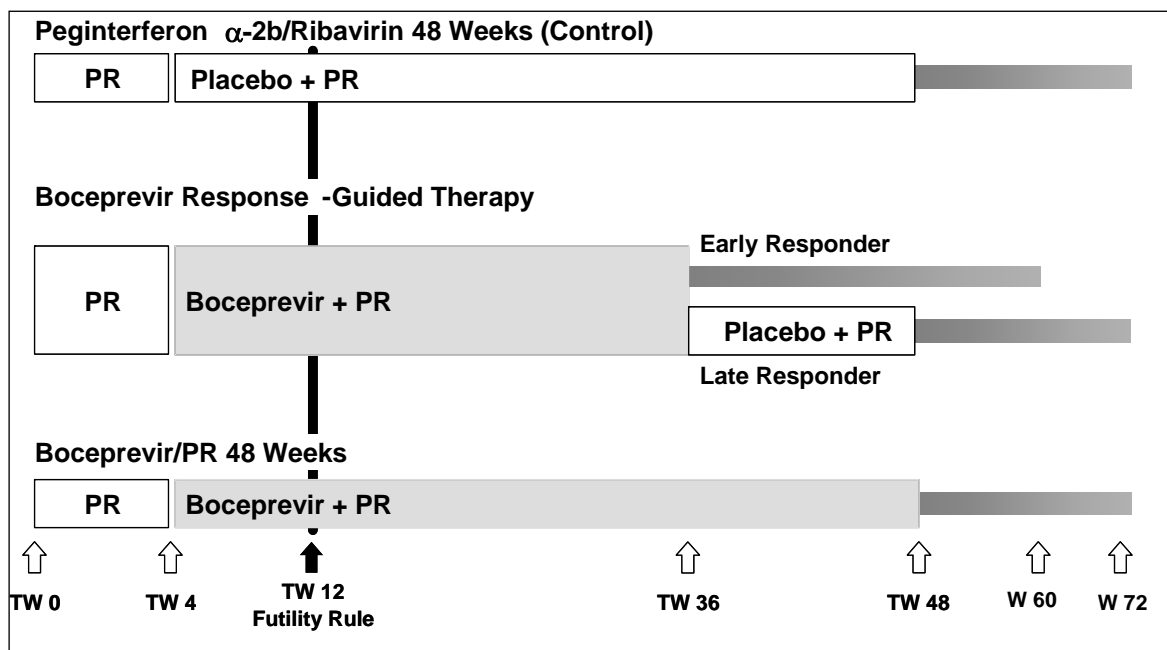 Peginterferon α-2b/Ribavirin 48 Weeks (Control)
PR
Placebo + PR
Boceprevir Response -Guided Therapy
PR
Boceprevir + PR
Early Responder
Placebo + PR
Late Responder
Boceprevir/PR 48 Weeks
PR
Boceprevir + PR
TW 0
TW 4
TW 12
Futility Rule
TW 36
TW 48
W 60
W 72